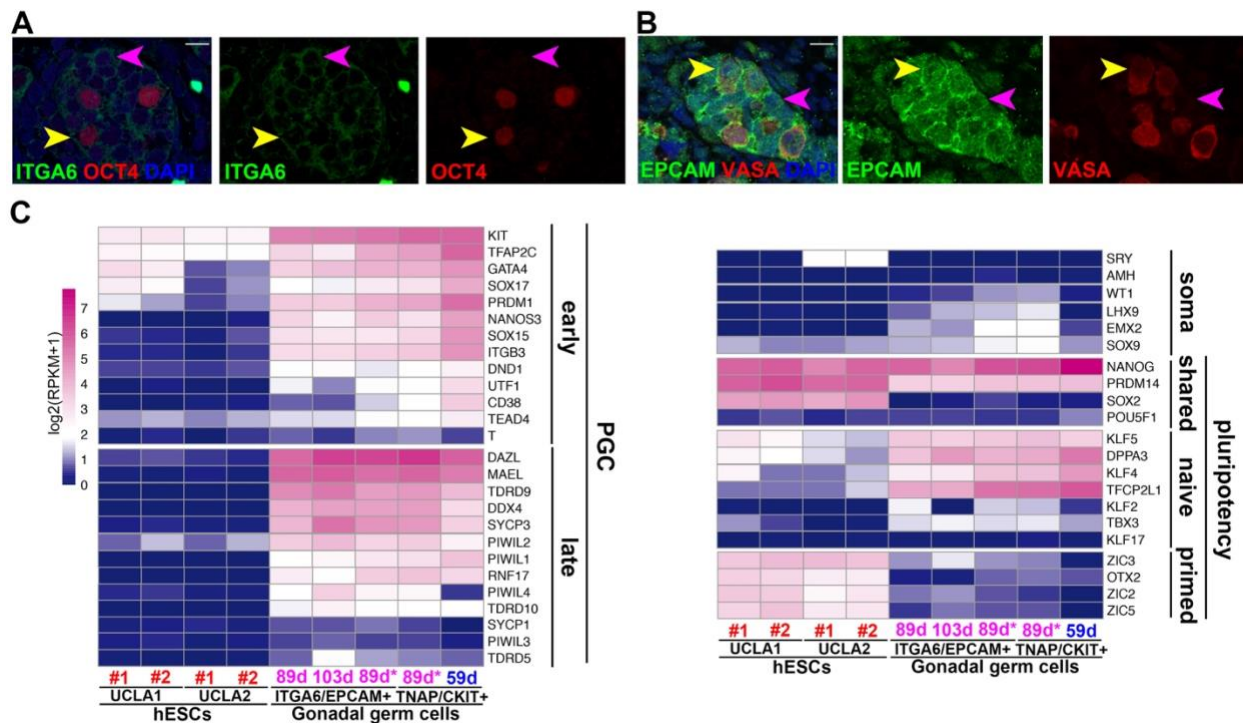 A
ITGA6 OCT4 DAPI
ITGA6
OCT4
B
EPCAM VASA DAPI
EPCAM
VASA
C
log2(RPKM+1)
7
6
5
4
3
2
1
0
KIT
TFAP2C
GATA4
SOX17
PRDM1
NANOS3
SOX15
ITGB3
DND1
UTF1
CD38
TEAD4
T
early
DAZL
MAEL
TDRD9
DDX4
SYCP3
PIWIL2
PIWIL1
RNF17
PIWIL4
TDRD10
SYCP1
PIWIL3
TDRD5
late
PGC
#1 #2 #1 #2 89d 103d 89d* 89d* 59d
UCLA1 UCLA2 ITGA6/EPCAM+ TNAP/CKIT+
hESCs Gonadal germ cells
SRY
AMH
WT1
LHX9
EMX2
SOX9
soma
NANOG
PRDM14
SOX2
POU5F1
shared
KLF5
DPPA3
KLF4
TFCP2L1
KLF2
TBX3
KLF17
naive
ZIC3
OTX2
ZIC2
ZIC5
primed
pluripotency
#1 #2 #1 #2 89d 103d 89d* 89d* 59d
UCLA1 UCLA2 ITGA6/EPCAM+ TNAP/CKIT+
hESCs Gonadal germ cells